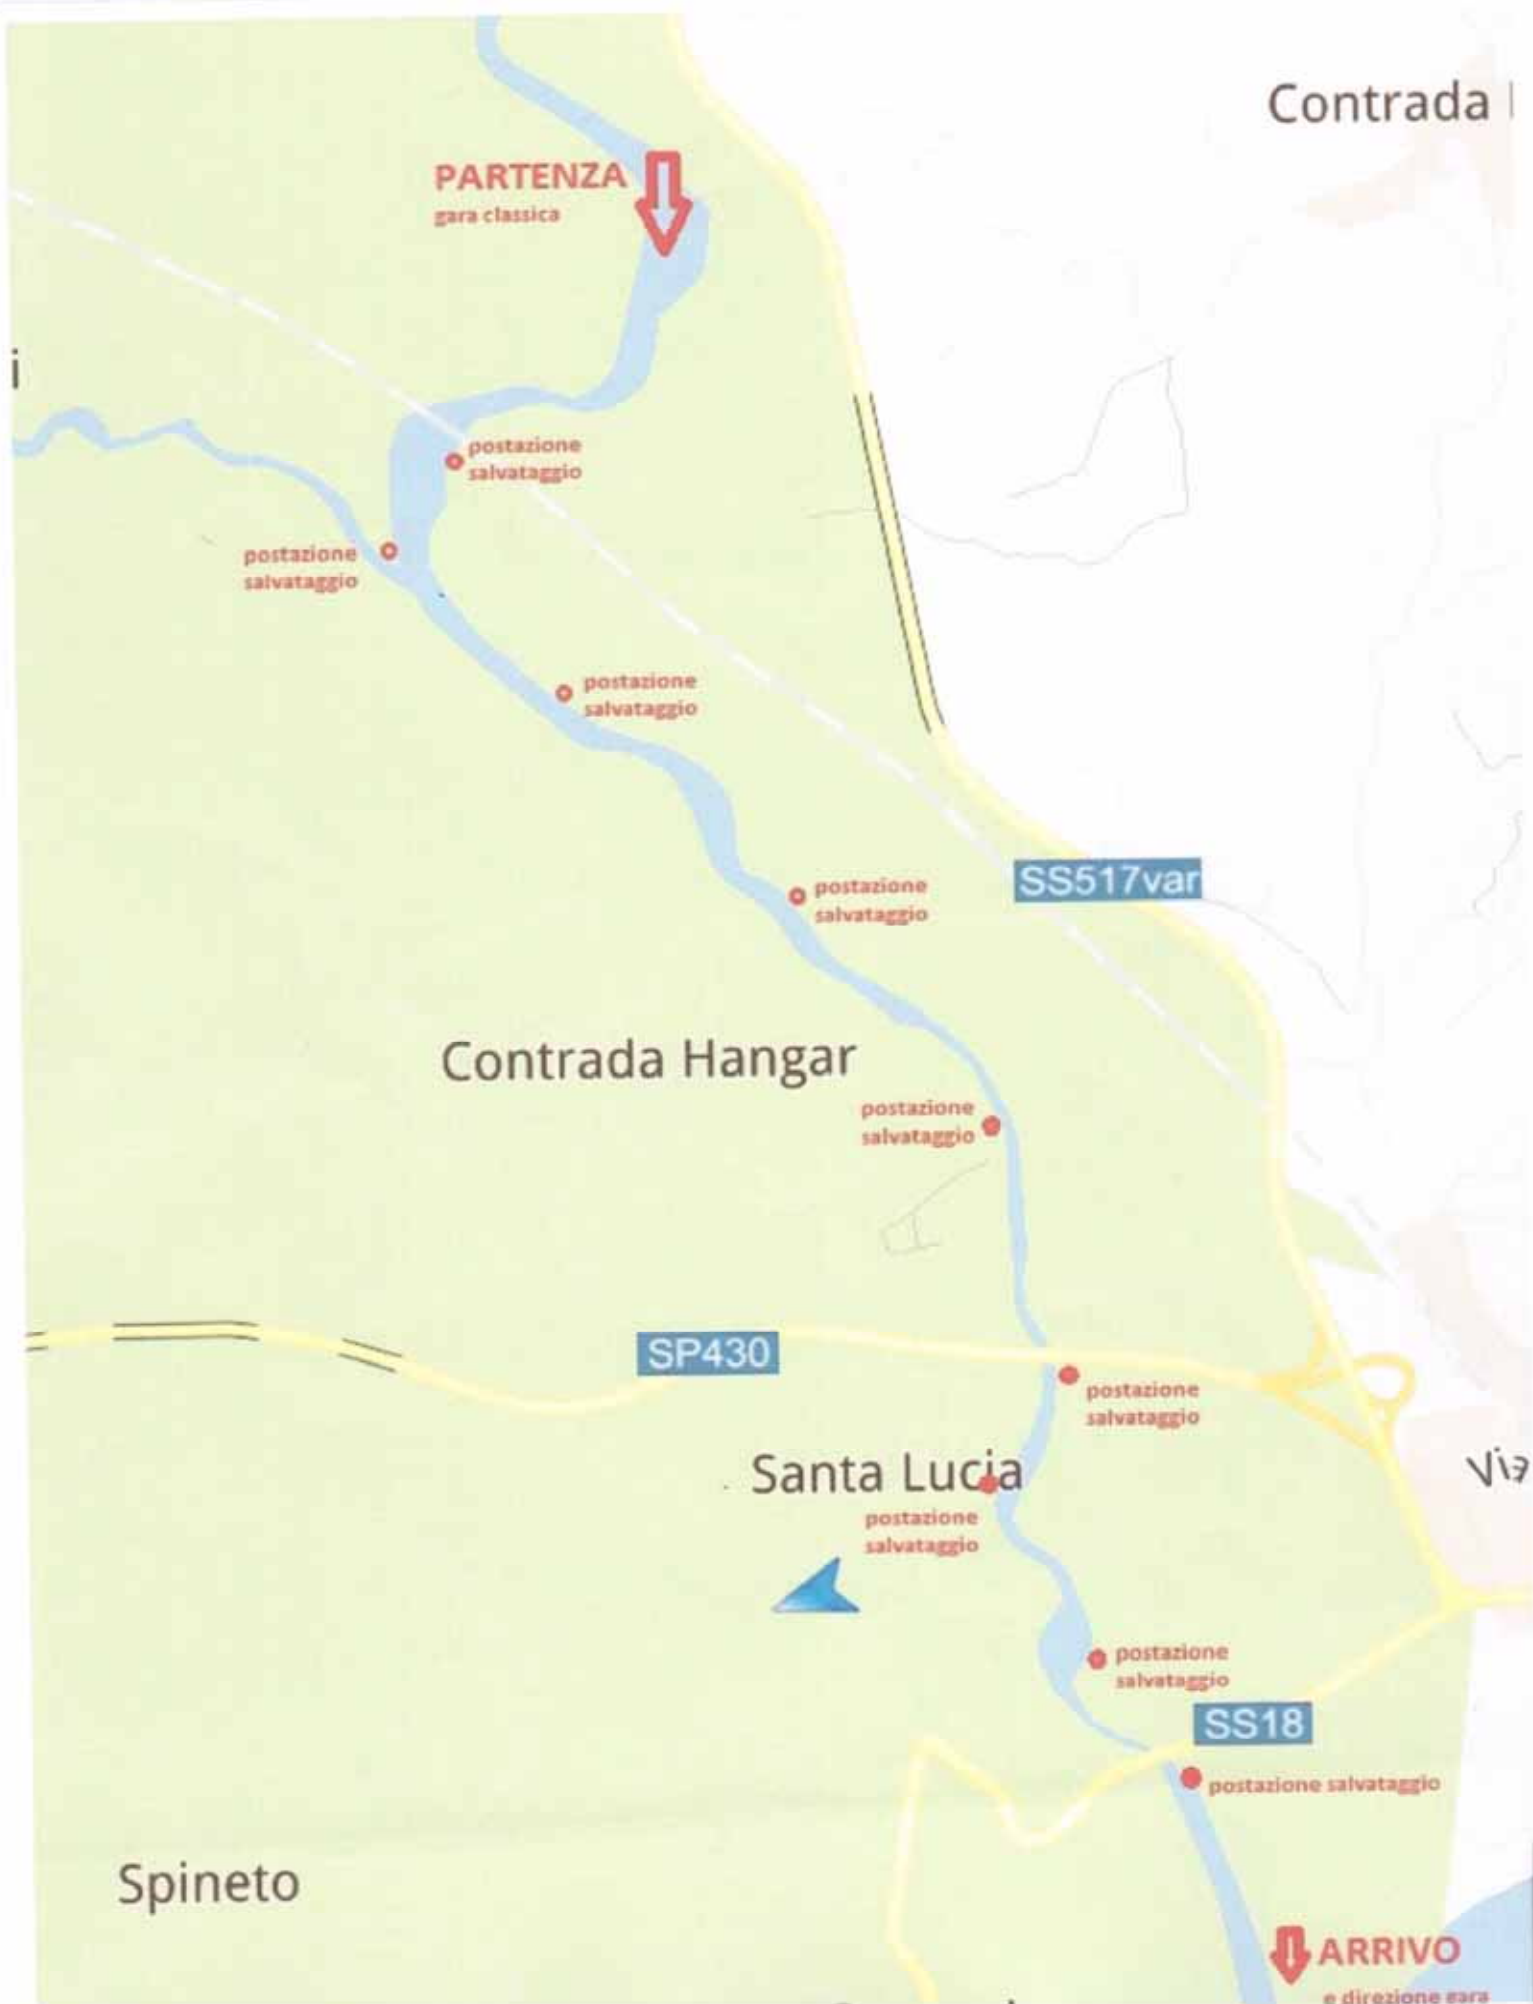 Contrada
PARTENZA
gara classica
i
postazione
salvataggio
postazione
salvataggio
postazione
salvataggio
postazione
salvataggio
SS517var
Contrada Hangar
postazione
salvataggio
SP430
postazione
salvataggio
Santa Lucia
postazione
salvataggio
postazione
salvataggio
SS18
postazione salvataggio
Spineto
ARRIVO
e direzione gara